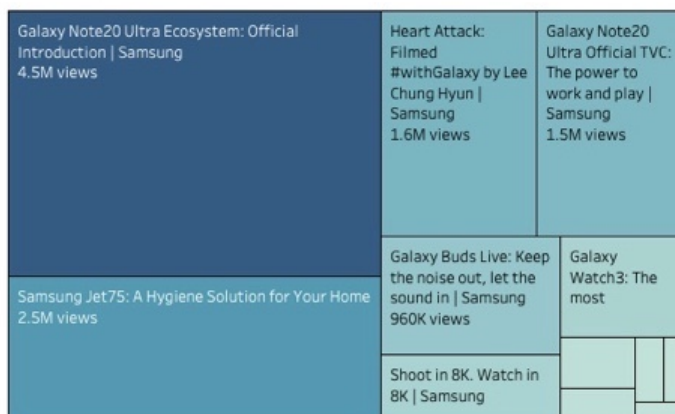 Galaxy Note20 Ultra Ecosystem: Official
Introduction | Samsung
4.5M views
Samsung Jet75: A Hygiene Solution for Your Home
2.5M views
Heart Attack:
Filmed
#withGalaxy by Lee
Chung Hyun |
Samsung
1.6M views
Galaxy Note20
Ultra Official TVC:
The power to
work and play |
Samsung
1.5M views
Galaxy Buds Live: Keep
the noise out, let the
sound in | Samsung
960K views
Galaxy
Watch3: The
most
Shoot in 8K. Watch in
8K | Samsung